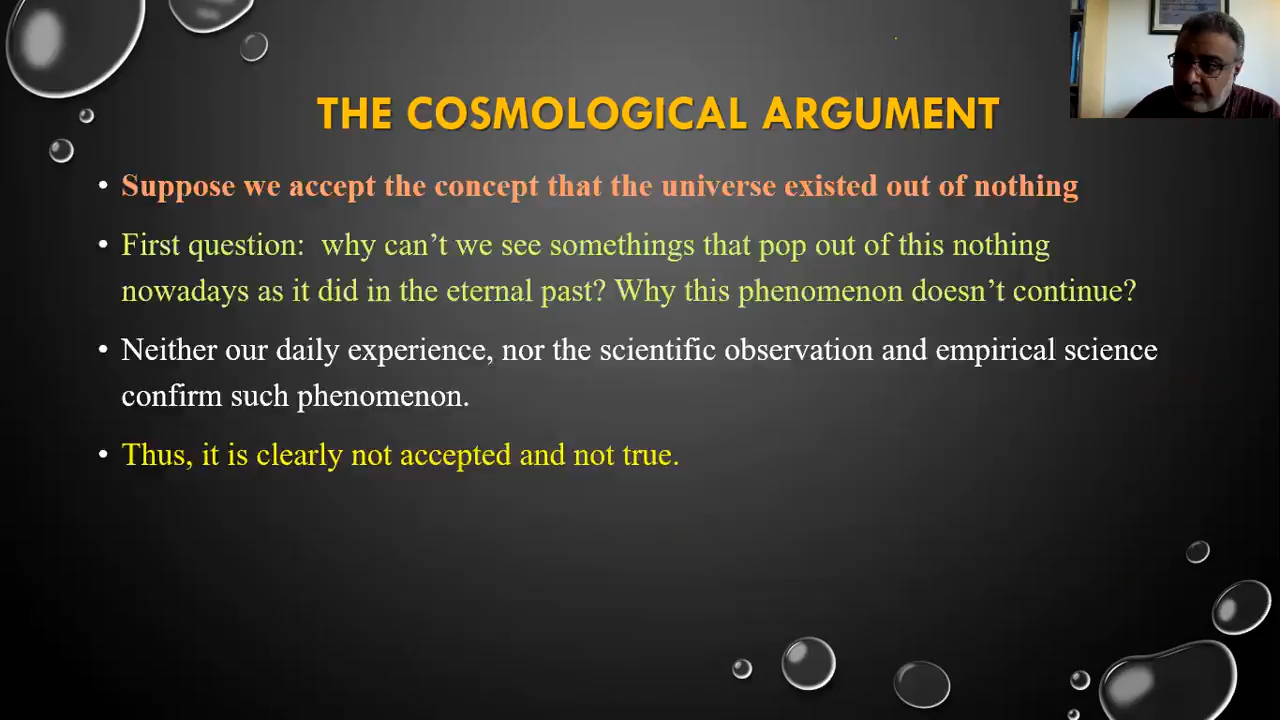 THE COSMOLOGICAL ARGUMENT
• Suppose we accept the concept that the universe existed out of nothing
• First question: why can't we see somethings that pop out of this nothing
nowadays as it did in the eternal past? Why this phenomenon doesn't continue?
• Neither our daily experience, nor the scientific observation and empirical science
confirm such phenomenon.
• Thus, it is clearly not accepted and not true.